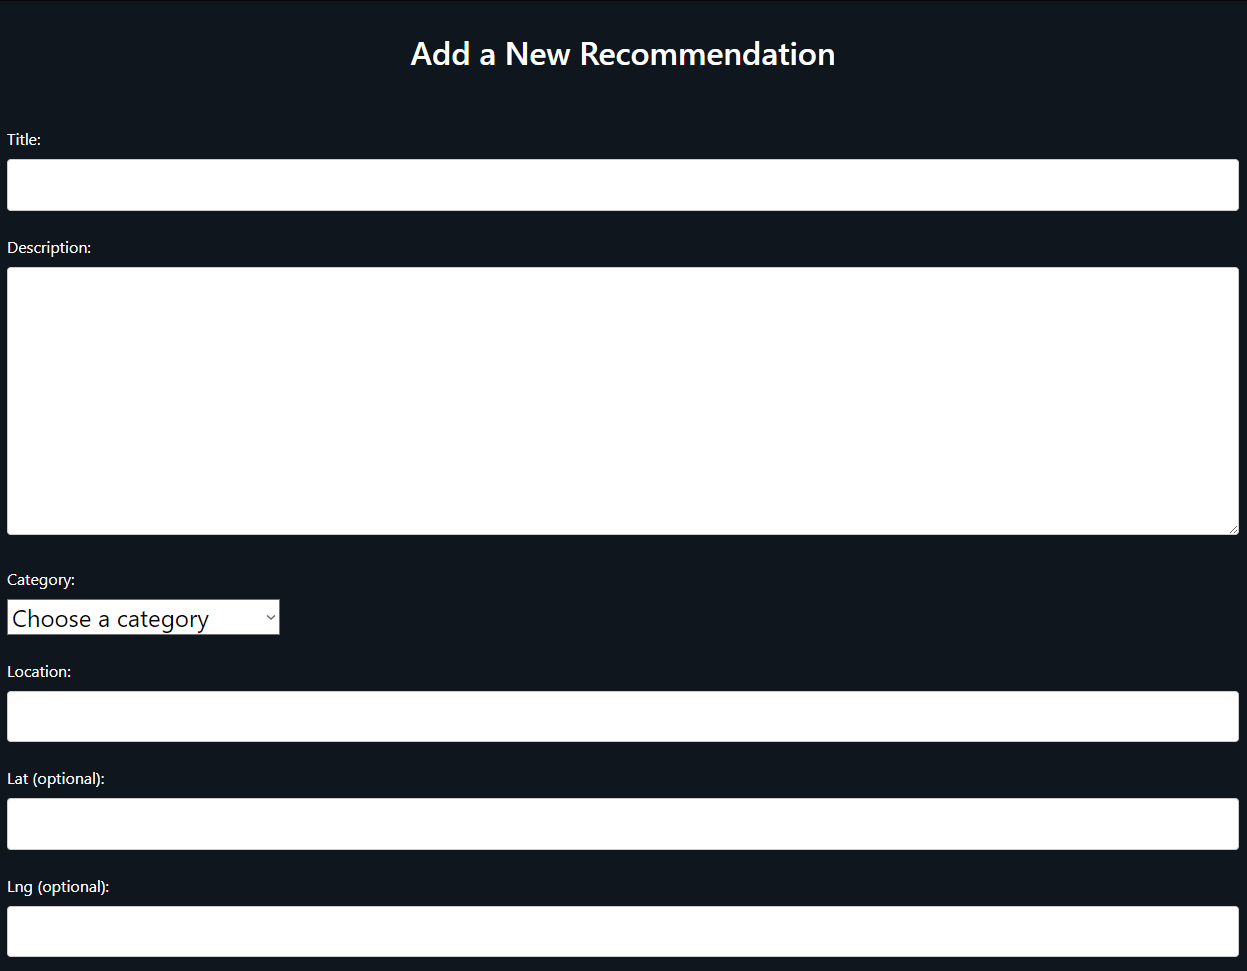 Add a New Recommendation
Title:
Description:
Category:
Choose a category
Location:
Lat (optional):
Lng (optional):